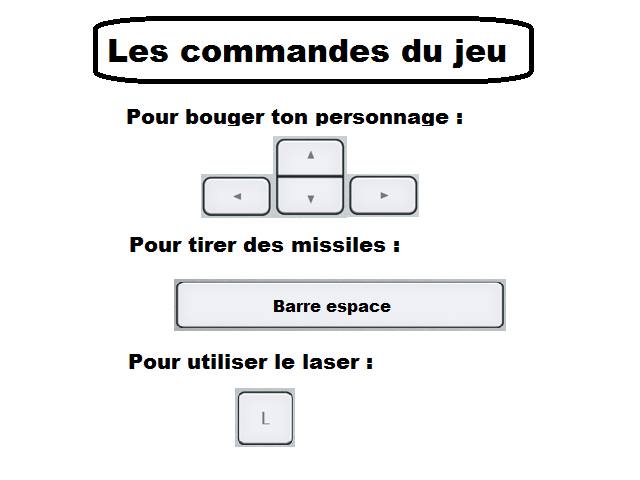 Les commandes du jeu
Pour bouger ton personnage :
Pour tirer des missiles :
Barre espace
Pour utiliser le laser :
L